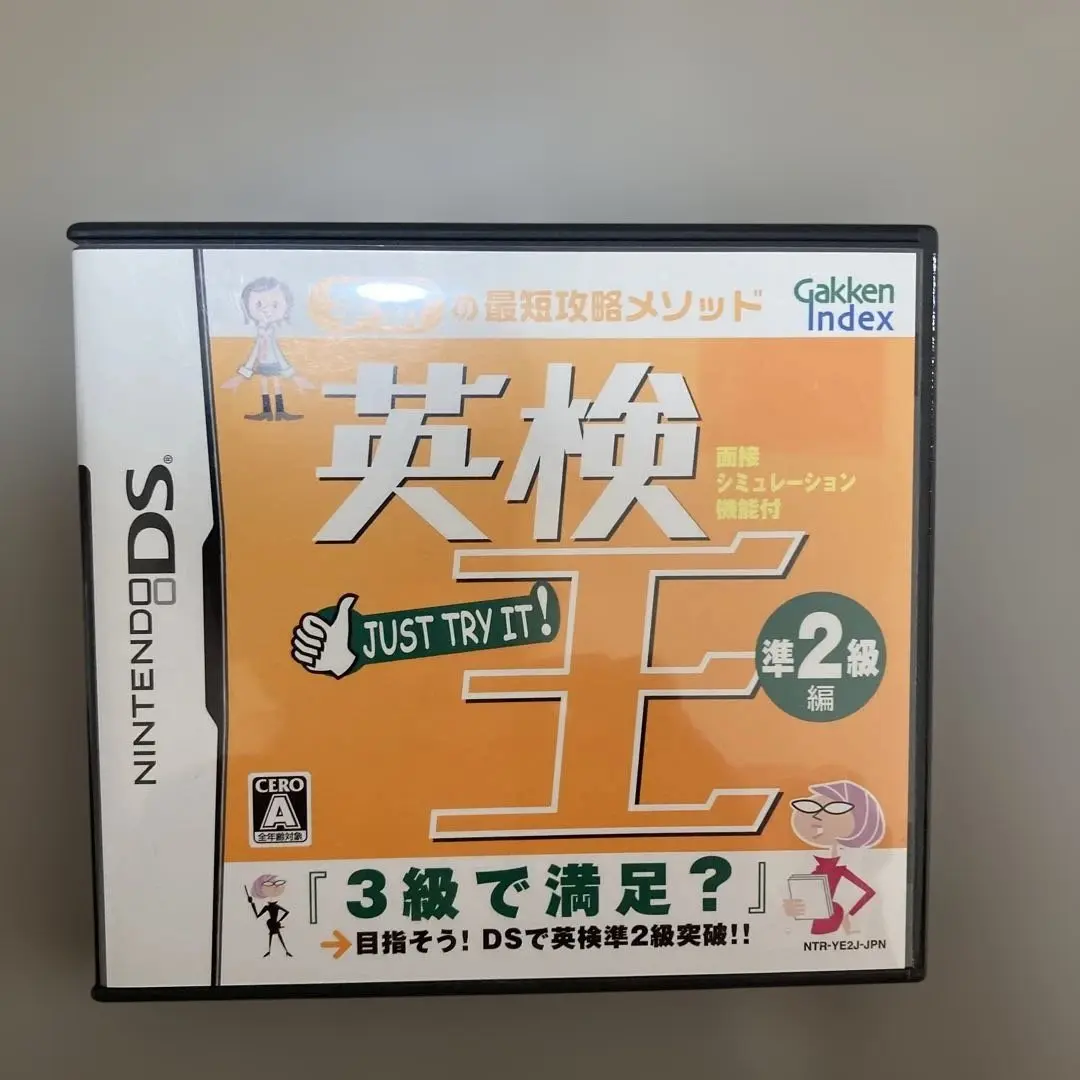 の最短攻略メソッド
Gakken
Index
英検
面接
シミュレーション
機能付
王
JUST TRY IT!
準2級
編
NINTENDO DS®
CERO
A
全年齢対象
『3級で満足?』
→目指そう! DSで英検準2級突破!!
NTR-YE2J-JPN